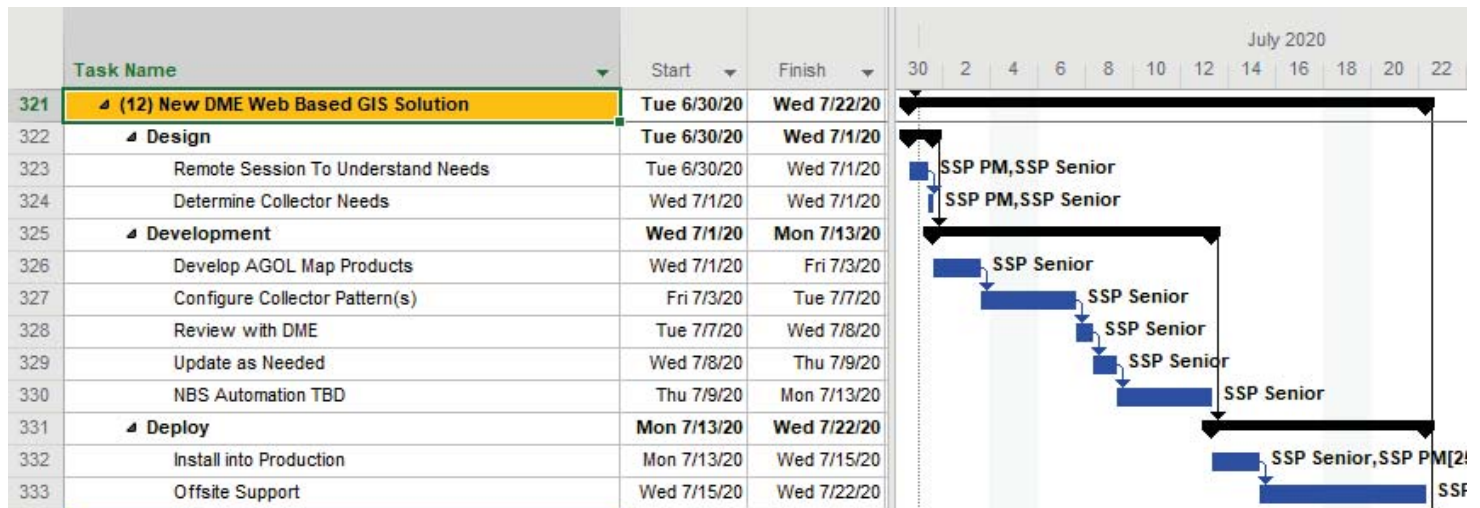 July 2020
Task Name Start Finish 30 2 4 6 8 10 12 14 16 18 20 22
321 (12) New DME Web Based GIS Solution Tue 6/30/20 Wed 7/22/20
322 Design Tue 6/30/20 Wed 7/1/20
323 Remote Session To Understand Needs Tue 6/30/20 Wed 7/1/20 SSP PM,SSP Senior
324 Determine Collector Needs Wed 7/1/20 Wed 7/1/20 SSP PM,SSP Senior
325 Development Wed 7/1/20 Mon 7/13/20
326 Develop AGOL Map Products Wed 7/1/20 Fri 7/3/20 SSP Senior
327 Configure Collector Pattern(s) Fri 7/3/20 Tue 7/7/20 SSP Senior
328 Review with DME Tue 7/7/20 Wed 7/8/20 SSP Senior
329 Update as Needed Wed 7/8/20 Thu 7/9/20 SSP Senior
330 NBS Automation TBD Thu 7/9/20 Mon 7/13/20 SSP Senior
331 Deploy Mon 7/13/20 Wed 7/22/20
332 Install into Production Mon 7/13/20 Wed 7/15/20 SSP Senior,SSP PM[25
333 Offsite Support Wed 7/15/20 Wed 7/22/20 SSP